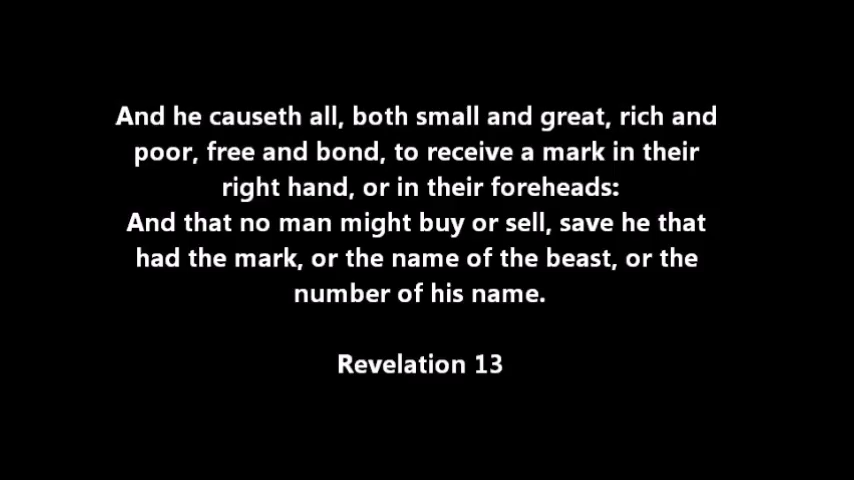 And he causeth all, both small and great, rich and
poor, free and bond, to receive a mark in their
right hand, or in their foreheads:
And that no man might buy or sell, save he that
had the mark, or the name of the beast, or the
number of his name.
Revelation 13